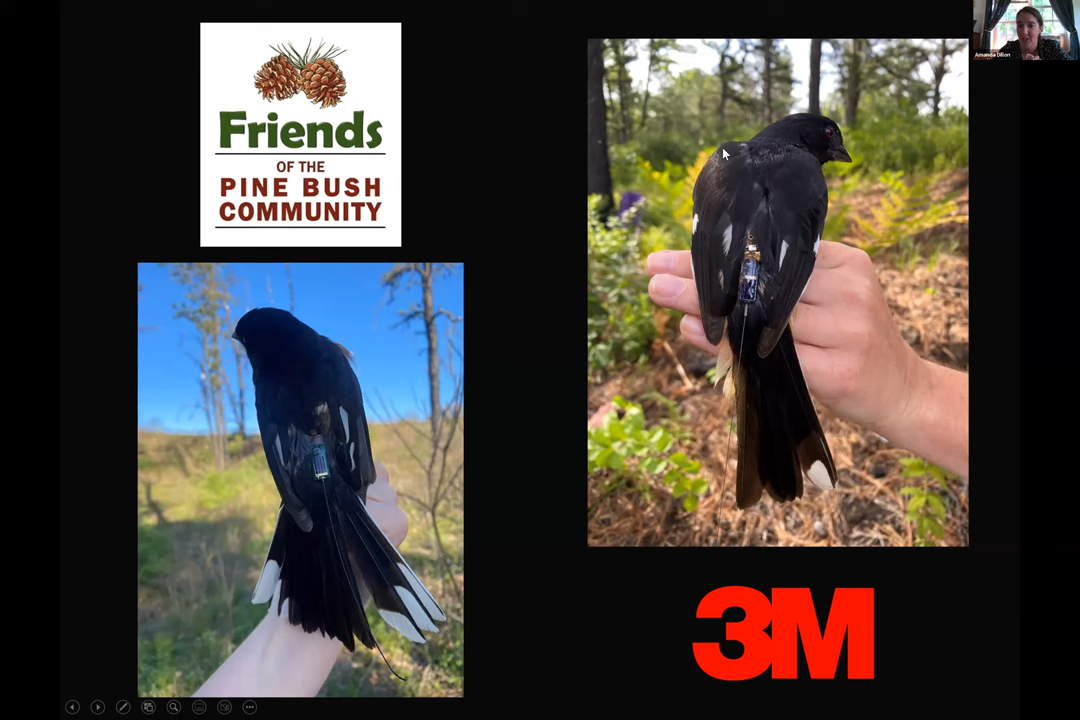 Friends
OF THE
PINE BUSH
COMMUNITY
Amanda Dillon
3M